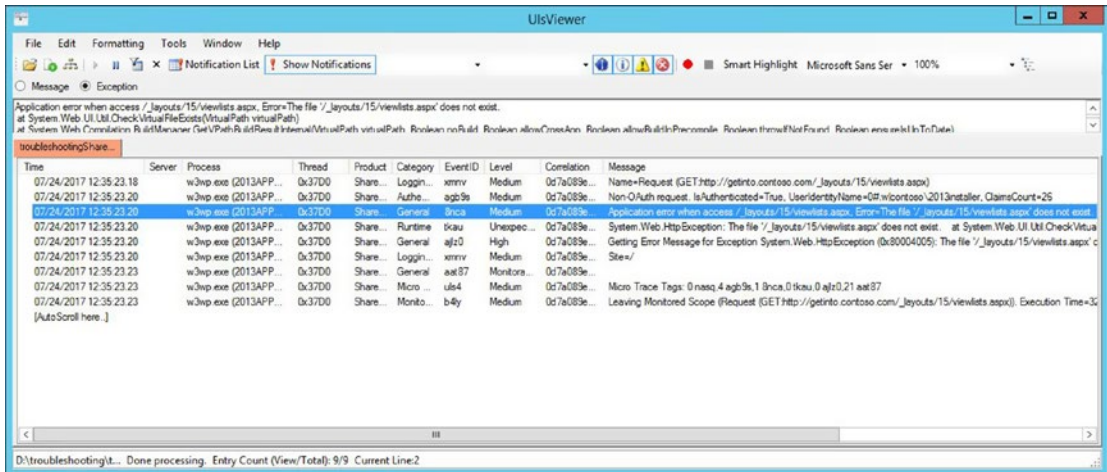 UlsViewer
File Edit Formatting Tools Window Help
Notification List Show Notifications Smart Highlight Microsoft Sans Ser 100%
Message Exception
Application error when access /_layouts/15/viewlists.aspx, Error=The file '/_layouts/15/viewlists.aspx' does not exist.
at System.Web.UI.Util.CheckVirtualFileExists(VirtualPath virtualPath)
at System.Web.Compilation.BuildManager.GetVPathBuildResultInternal(VirtualPath virtualPath, Boolean noBuild, Boolean allowCrossApp, Boolean allowBuildInPrecompile, Boolean throwIfNotFound, Boolean ensureIsUpToDate)
troubleshootingShare...
Time Server Process Thread Product Category EventID Level Correlation Message
07/24/2017 12:35:23.18 w3wp.exe (2013APP... 0x37D0 Share... Loggin... xmnv Medium 0d7a089e... Name=Request (GET:http://getinto.contoso.com/_layouts/15/viewlists.aspx)
07/24/2017 12:35:23.20 w3wp.exe (2013APP... 0x37D0 Share... Authe... agb9s Medium 0d7a089e... Non-OAuth request. IsAuthenticated=True, UserIdentityName=0#.w|contoso\2013installer, ClaimsCount=26
07/24/2017 12:35:23.20 w3wp.exe (2013APP... 0x37D0 Share... General 8nca Medium 0d7a089e... Application error when access /_layouts/15/viewlists.aspx, Error=The file '/_layouts/15/viewlists.aspx' does not exist.
07/24/2017 12:35:23.20 w3wp.exe (2013APP... 0x37D0 Share... Runtime tkau Unexpec... 0d7a089e... System.Web.HttpException: The file '/_layouts/15/viewlists.aspx' does not exist. at System.Web.UI.Util.CheckVirtua
07/24/2017 12:35:23.20 w3wp.exe (2013APP... 0x37D0 Share... General ajlz0 High 0d7a089e... Getting Error Message for Exception System.Web.HttpException (0x80004005): The file '/_layouts/15/viewlists.aspx' c
07/24/2017 12:35:23.20 w3wp.exe (2013APP... 0x37D0 Share... Loggin... xmnv Medium 0d7a089e... Site=/
07/24/2017 12:35:23.23 w3wp.exe (2013APP... 0x37D0 Share... General aat87 Monitora... 0d7a089e...
07/24/2017 12:35:23.23 w3wp.exe (2013APP... 0x37D0 Share... Micro ... uls4 Medium 0d7a089e... Micro Trace Tags: 0 nasq,4 agb9s,1 8nca,0 tkau,0 ajlz0,21 aat87
07/24/2017 12:35:23.23 w3wp.exe (2013APP... 0x37D0 Share... Monito... b4ly Medium 0d7a089e... Leaving Monitored Scope (Request (GET:http://getinto.contoso.com/_layouts/15/viewlists.aspx)). Execution Time=32
[AutoScroll here..]
D:\troubleshooting\t... Done processing. Entry Count (View/Total): 9/9 Current Line:2